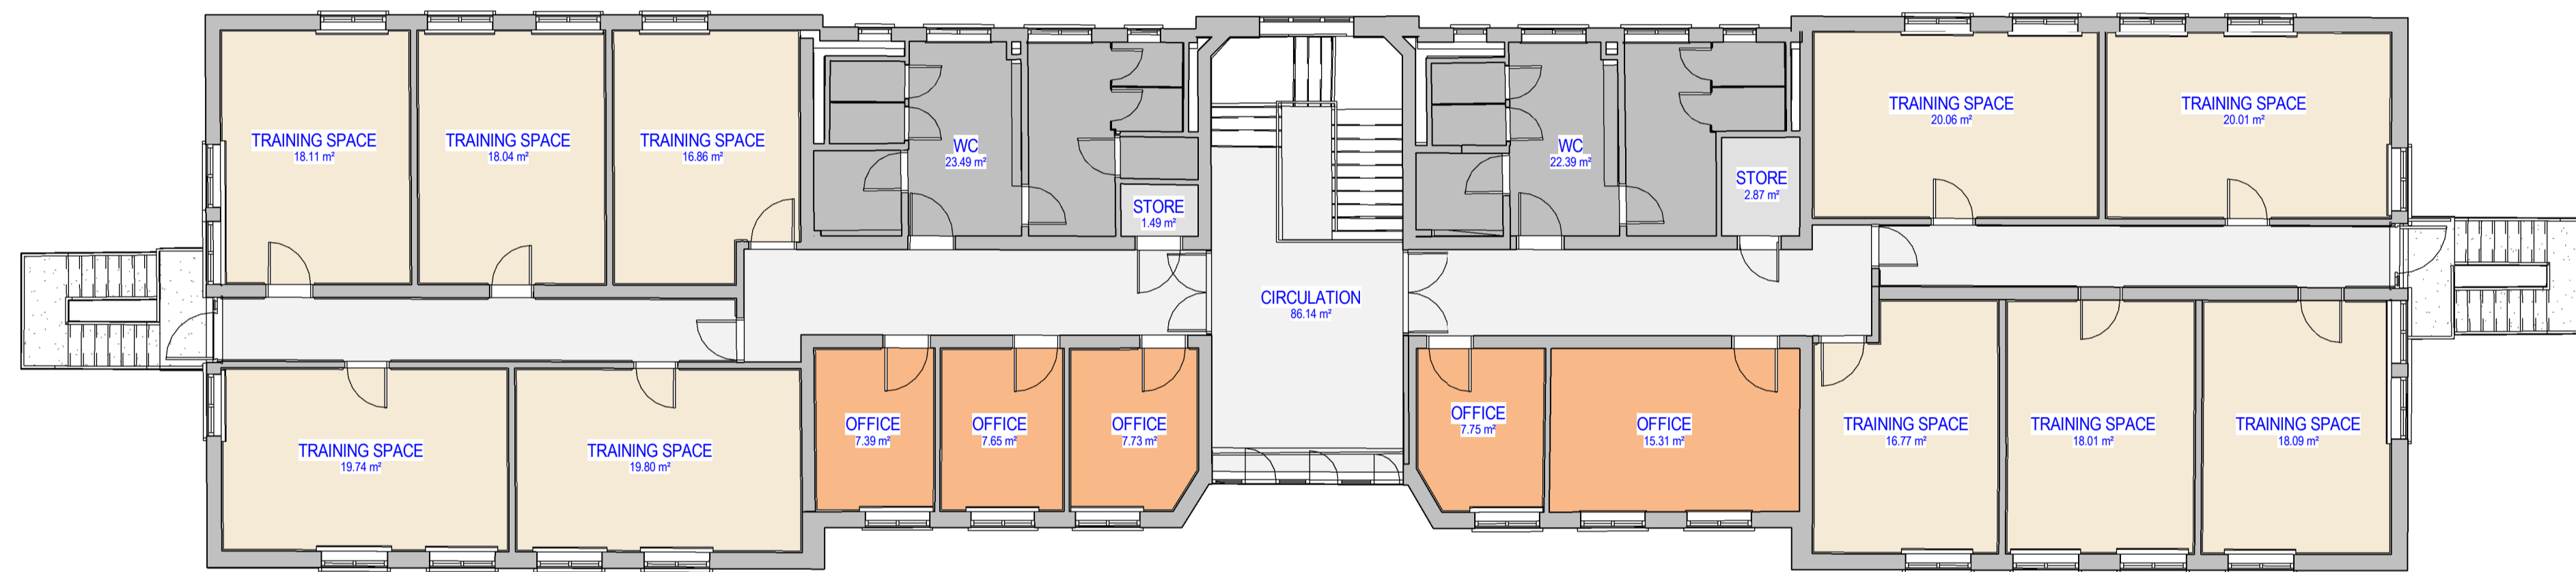 TRAINING SPACE
18.11 m²
TRAINING SPACE
18.04 m²
TRAINING SPACE
16.86 m²
WC
23.49 m²
STORE
1.49 m²
WC
22.39 m²
STORE
2.87 m²
TRAINING SPACE
20.06 m²
TRAINING SPACE
20.01 m²
CIRCULATION
86.14 m²
TRAINING SPACE
19.74 m²
TRAINING SPACE
19.80 m²
OFFICE
7.39 m²
OFFICE
7.65 m²
OFFICE
7.73 m²
OFFICE
7.75 m²
OFFICE
15.31 m²
TRAINING SPACE
16.77 m²
TRAINING SPACE
18.01 m²
TRAINING SPACE
18.09 m²